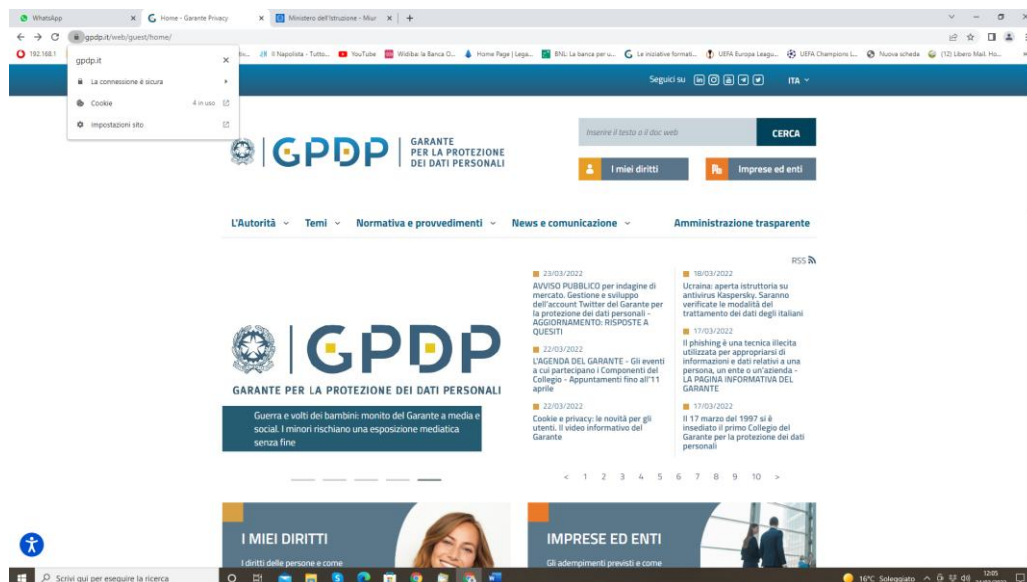 WhatsApp
Home - Garante Privacy
Ministero dell'Istruzione - Miur
gpdp.it/web/guest/home/
192.168.1
Il Napolista - Tutto...
YouTube
Widiba: la Banca O...
Home Page | Lega...
BNL: La banca per u...
Le iniziative formati...
UEFA Europa Leagu...
UEFA Champions L...
Nuova scheda
(12) Libero Mail. Ho...
gpdp.it
La connessione è sicura
Cookie
4 in uso
Impostazioni sito
Seguici su
ITA
GPDP
GARANTE
PER LA PROTEZIONE
DEI DATI PERSONALI
Inserire il testo o il doc web
CERCA
I miei diritti
Imprese ed enti
L'Autorità
Temi
Normativa e provvedimenti
News e comunicazione
Amministrazione trasparente
RSS
GPDP
GARANTE PER LA PROTEZIONE DEI DATI PERSONALI
Guerra e volti dei bambini: monito del Garante a media e
social. I minori rischiano una esposizione mediatica
senza fine
23/03/2022
AVVISO PUBBLICO per indagine di
mercato. Gestione e sviluppo
dell'account Twitter del Garante per
la protezione dei dati personali -
AGGIORNAMENTO: RISPOSTE A
QUESITI
22/03/2022
L'AGENDA DEL GARANTE - Gli eventi
a cui partecipano i Componenti del
Collegio - Appuntamenti fino all'11
aprile
22/03/2022
Cookie e privacy: le novità per gli
utenti. Il video informativo del
Garante
18/03/2022
Ucraina: aperta istruttoria su
antivirus Kaspersky. Saranno
verificate le modalità del
trattamento dei dati degli italiani
17/03/2022
Il phishing è una tecnica illecita
utilizzata per appropriarsi di
informazioni e dati relativi a una
persona, un ente o un'azienda -
LA PAGINA INFORMATIVA DEL
GARANTE
17/03/2022
Il 17 marzo del 1997 si è
insediato il primo Collegio del
Garante per la protezione dei dati
personali
< 1 2 3 4 5 6 7 8 9 10 >
I MIEI DIRITTI
I diritti delle persone e come
IMPRESE ED ENTI
Gli adempimenti previsti e come
Scrivi qui per eseguire la ricerca
16°C Soleggiato
12:05